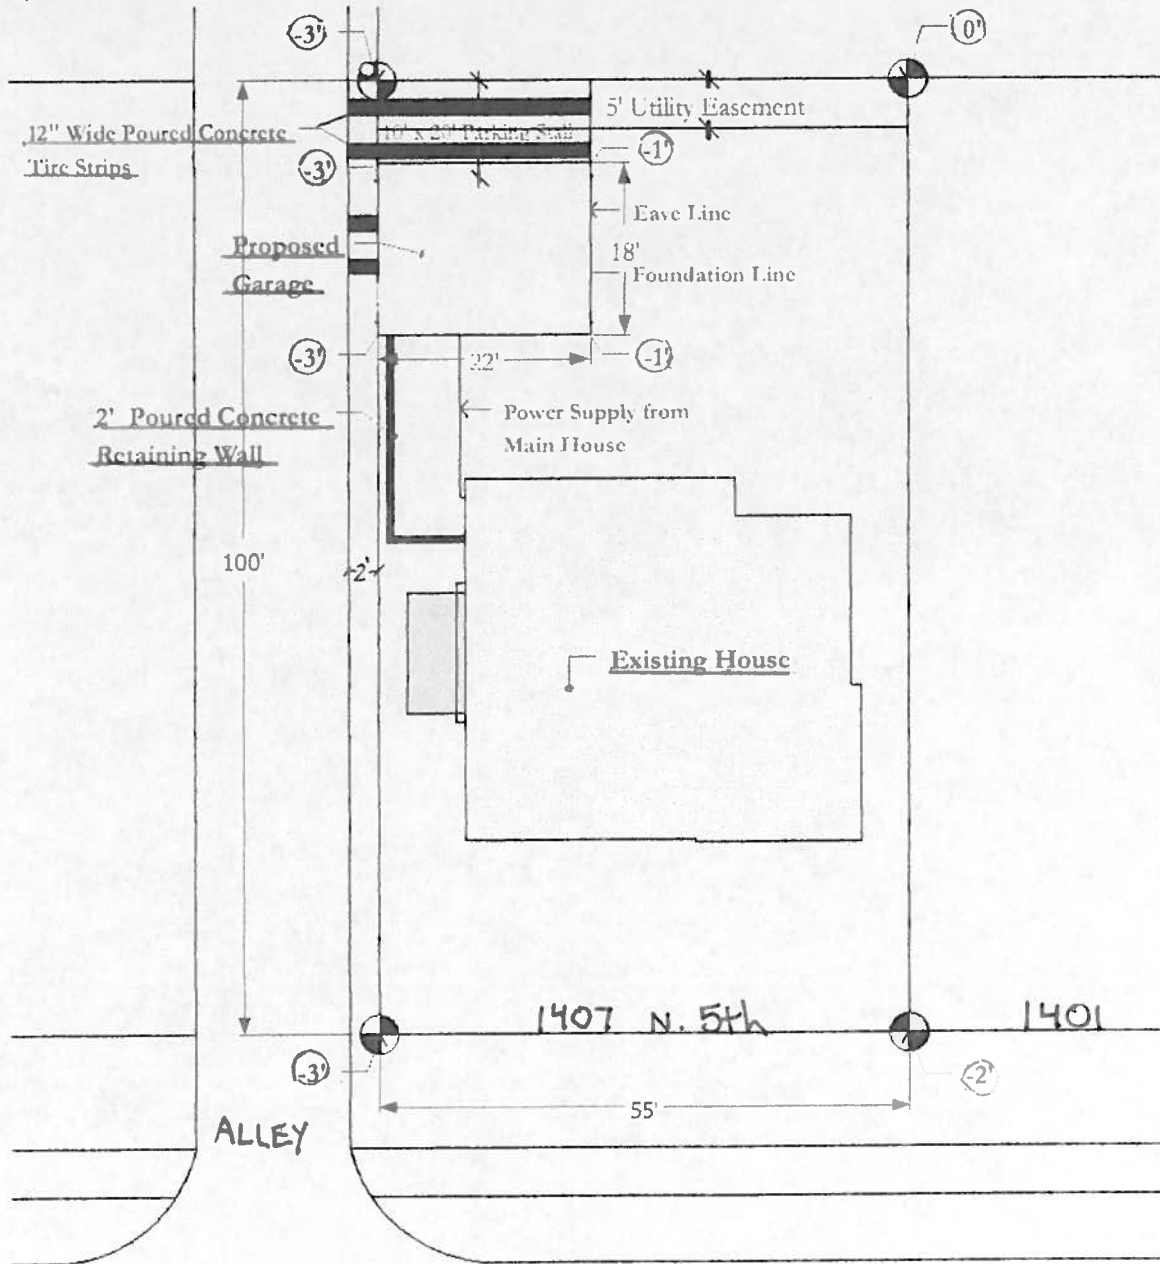 (-3')
(0')
5' Utility Easement
12" Wide Poured Concrete
Tire Strips
10' x 20' Parking Stall
(-1')
(-3')
Eave Line
18'
Proposed
Garage
Foundation Line
(-3')
22'
(-1')
2' Poured Concrete
Retaining Wall
Power Supply from
Main House
100'
2'
Existing House
1407 N. 5th
1401
(-3')
(-2')
55'
ALLEY